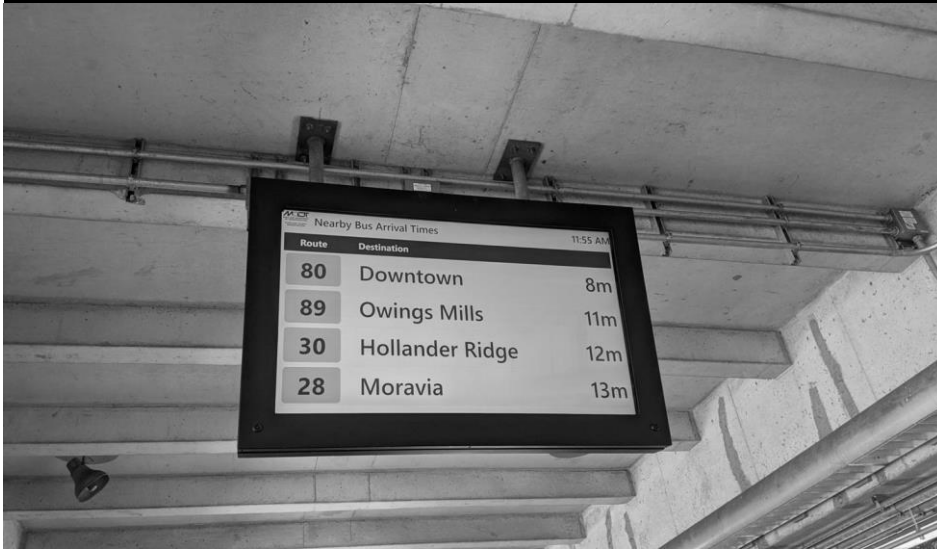 Nearby Bus Arrival Times
11:55 AM
Route Destination
80 Downtown 8m
89 Owings Mills 11m
30 Hollander Ridge 12m
28 Moravia 13m